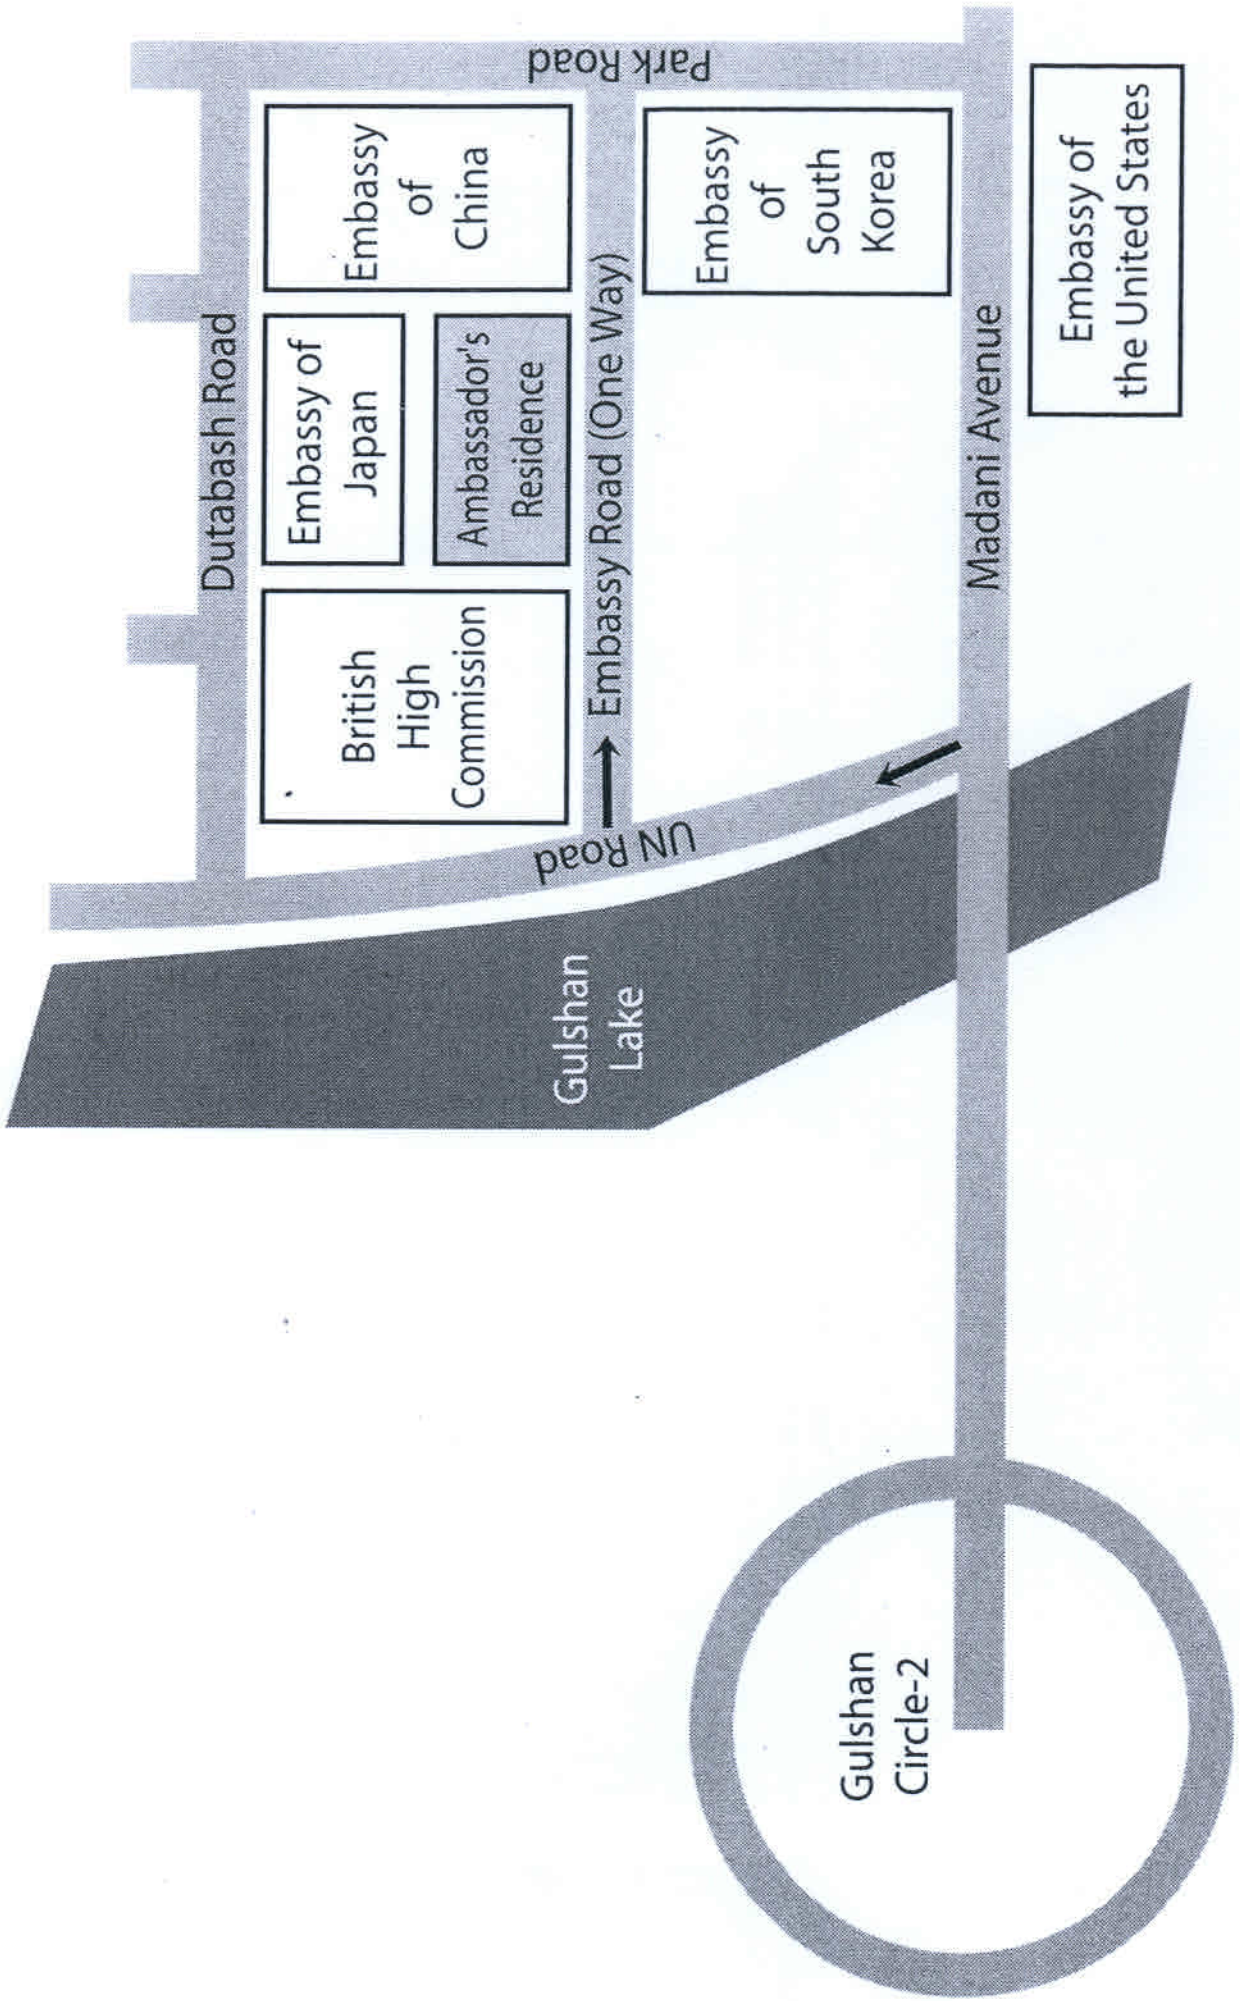 Park Road
Dutabash Road
Embassy
of
China
Embassy of
Japan
Ambassador's
Residence
British
High
Commission
Embassy Road (One Way)
Embassy
of
South
Korea
UN Road
Madani Avenue
Embassy of
the United States
Gulshan
Lake
Gulshan
Circle-2